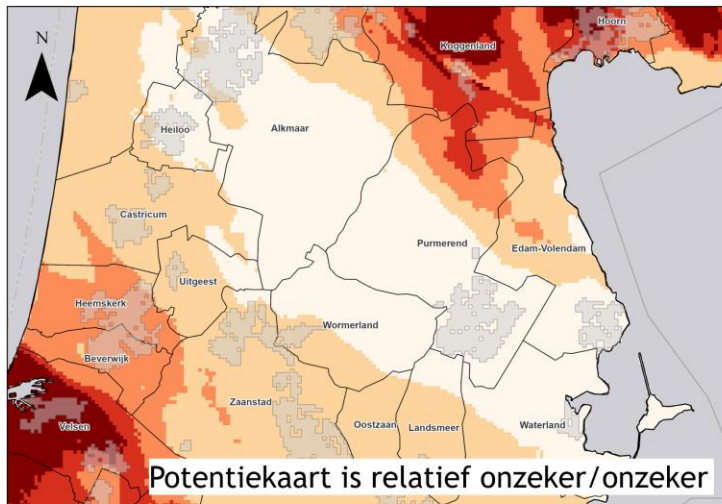 Hoorn
Koggenland
N
Alkmaar
Heiloo
Castricum
Purmerend
Edam-Volendam
Uitgeest
Heemskerk
Wormerland
Beverwijk
Zaanstad
Oostzaan
Landsmeer
Waterland
Velsen
Potentiekaart is relatief onzeker/onzeker